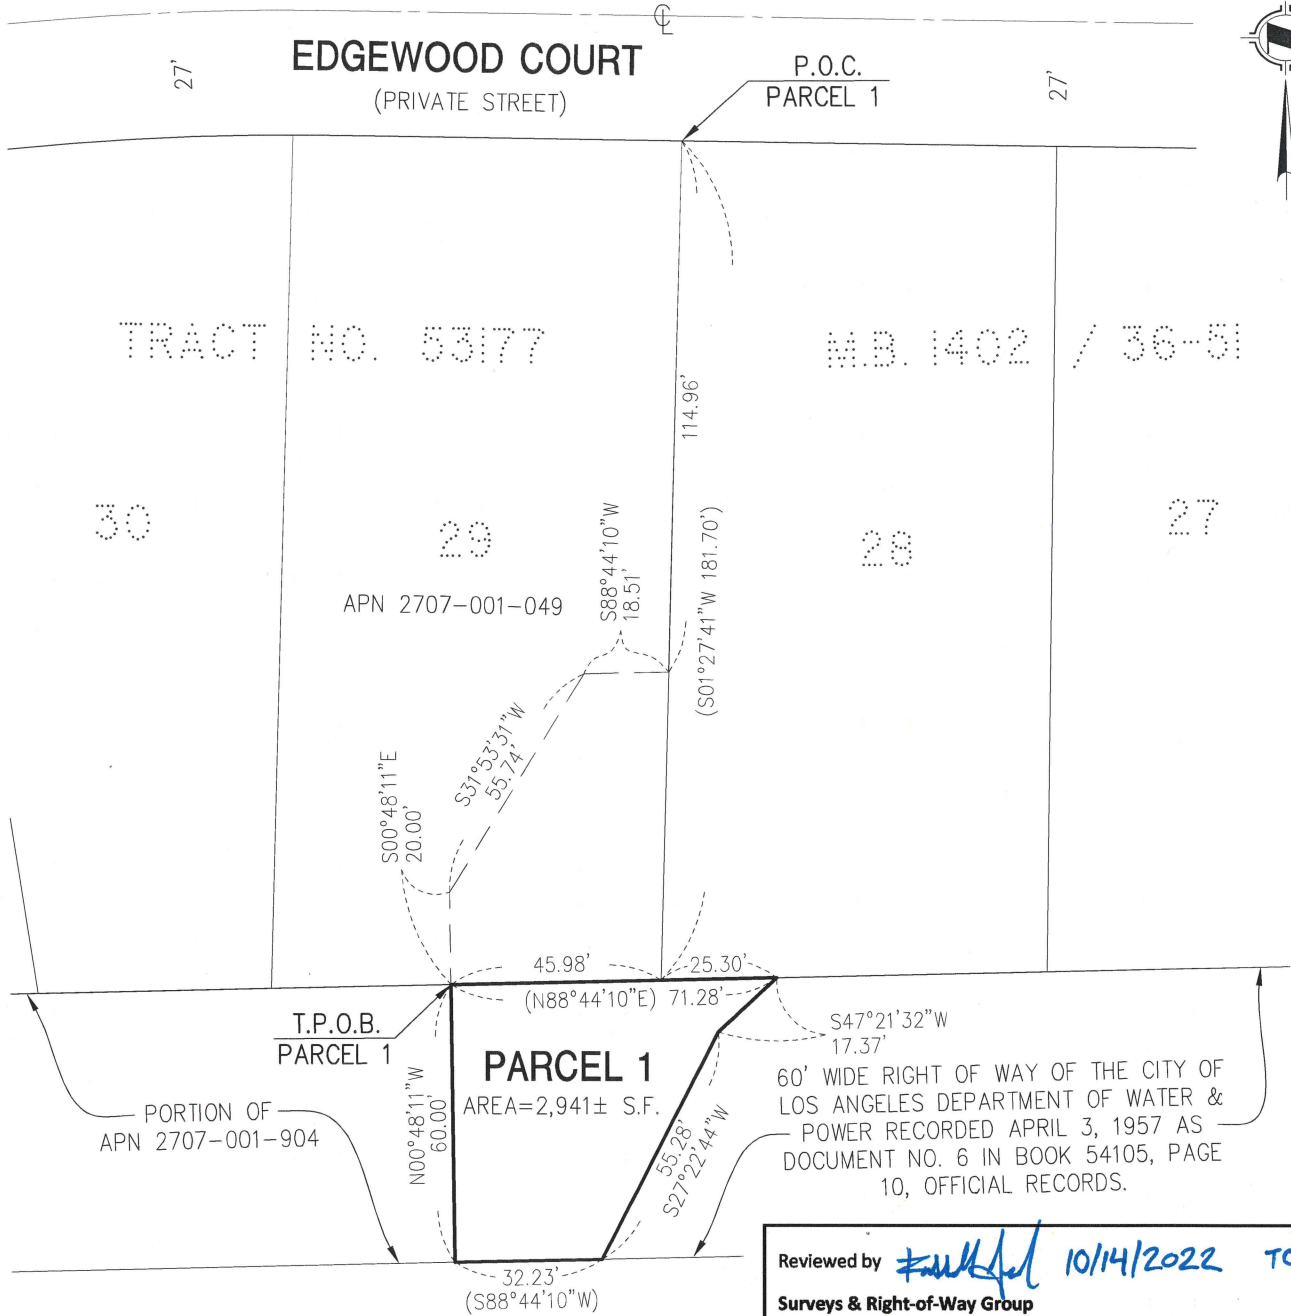 ℄
EDGEWOOD COURT
(PRIVATE STREET)
27'
P.O.C.
PARCEL 1
27'
TRACT NO. 53177
M.B. 1402 / 36-51
114.96'
(S01°27'41"W 181.70')
30
29
28
27
APN 2707-001-049
S88°44'10"W
18.51'
S31°53'31"W
55.74'
S00°48'11"E
20.00'
45.98'
25.30'
(N88°44'10"E) 71.28'
T.P.O.B.
PARCEL 1
S47°21'32"W
17.37'
PARCEL 1
AREA=2,941± S.F.
N00°48'11"W
60.00'
55.28'
S27°22'44"W
PORTION OF
APN 2707-001-904
60' WIDE RIGHT OF WAY OF THE CITY OF
LOS ANGELES DEPARTMENT OF WATER &
POWER RECORDED APRIL 3, 1957 AS
DOCUMENT NO. 6 IN BOOK 54105, PAGE
10, OFFICIAL RECORDS.
32.23'
(S88°44'10"W)
Reviewed by 10/14/2022
Surveys & Right-of-Way Group